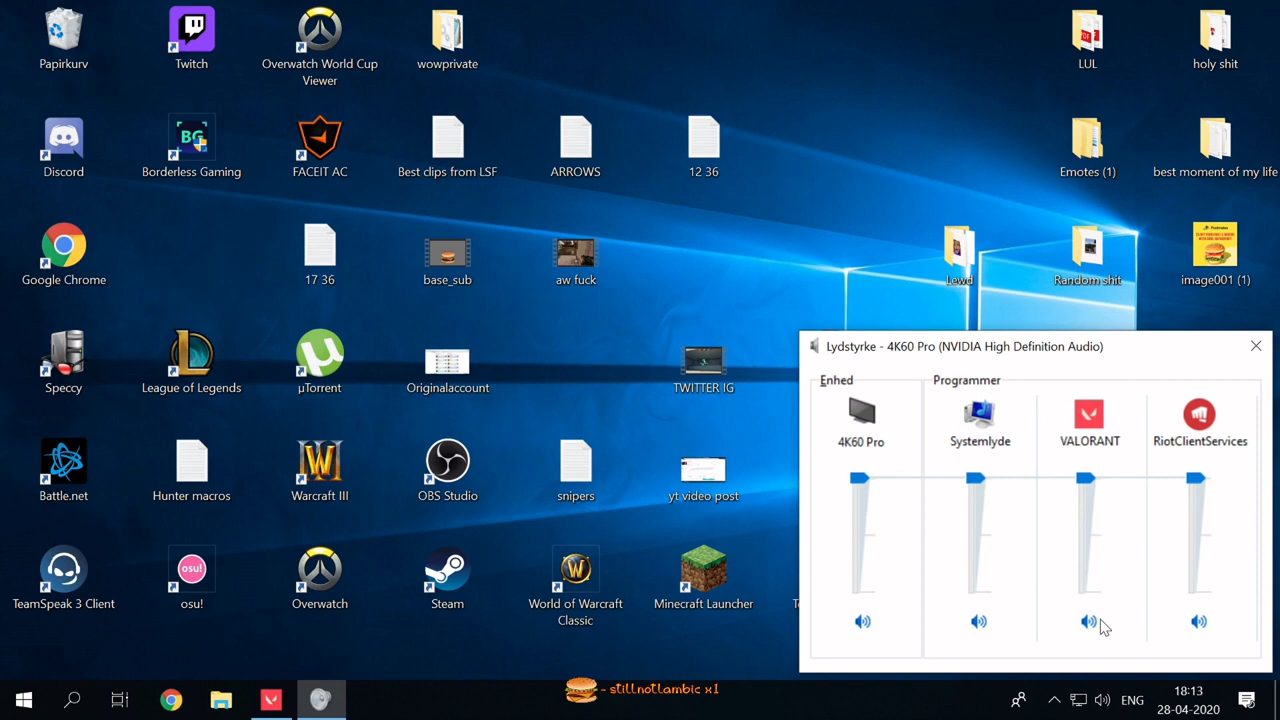 Papirkurv
Twitch
Overwatch World Cup
Viewer
wowprivate
LUL
holy shit
Discord
BG
Borderless Gaming
FACEIT AC
Best clips from LSF
ARROWS
12 36
Emotes (1)
best moment of my life
Google Chrome
17 36
base_sub
aw fuck
Lewd
Random shit
image001 (1)
Speccy
League of Legends
µTorrent
Originalaccount
TWITTER IG
Battle.net
Hunter macros
Warcraft III
OBS Studio
snipers
yt video post
TeamSpeak 3 Client
osu!
osu!
Overwatch
Steam
World of Warcraft
Classic
Minecraft Launcher
Lydstyrke - 4K60 Pro (NVIDIA High Definition Audio)
Enhed
Programmer
4K60 Pro
Systemlyde
VALORANT
RiotClientServices
- stillnotlambic x1
ENG
18:13
28-04-2020